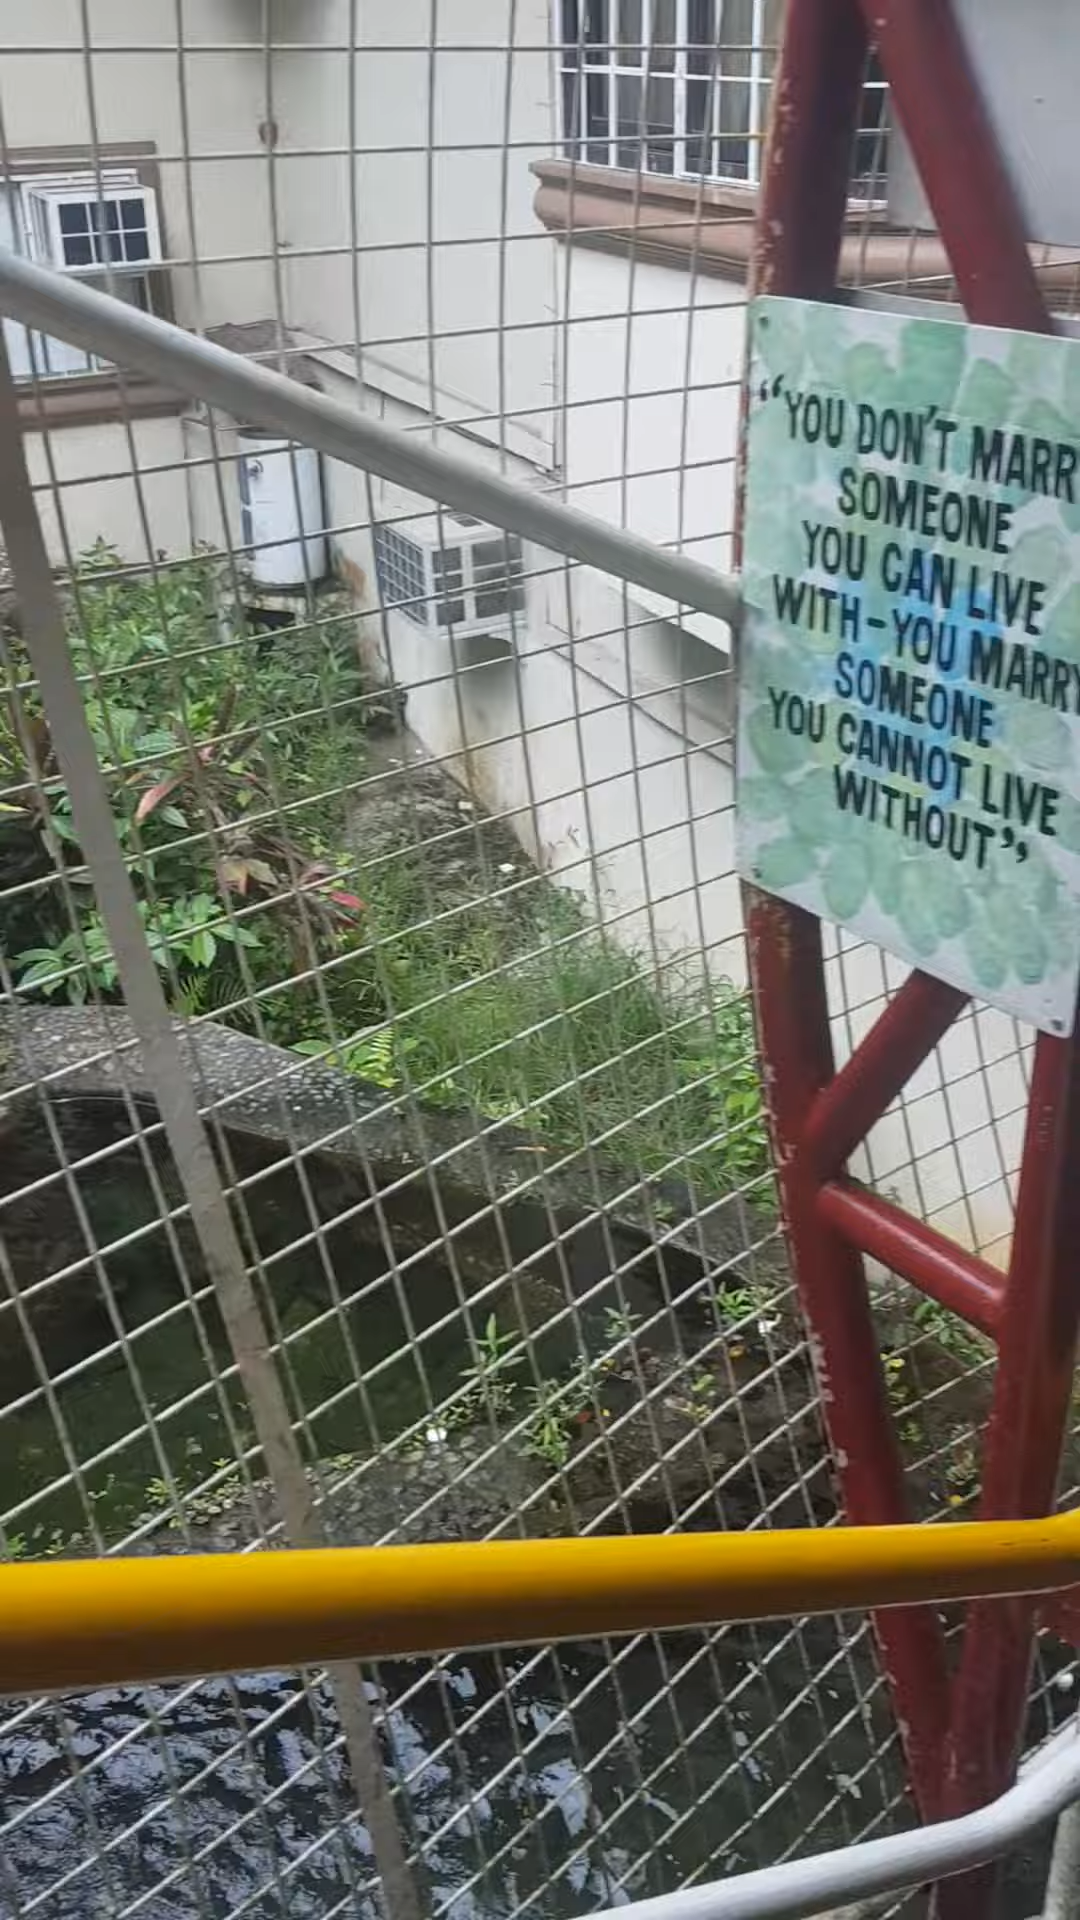 “YOU DON'T MARR
SOMEONE
YOU CAN LIVE
WITH-YOU MARRY
SOMEONE
YOU CANNOT LIVE
WITHOUT”